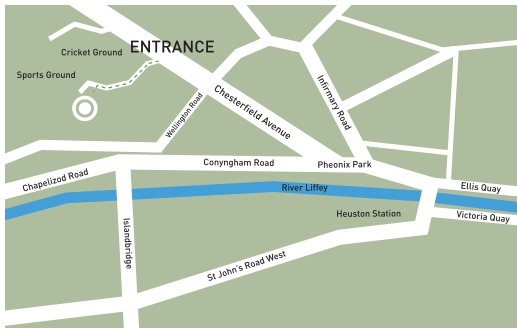 ENTRANCE
Cricket Ground
Sports Ground
Chesterfield Avenue
Infirmary Road
Wellington Road
Conyngham Road
Pheonix Park
Chapelizod Road
River Liffey
Ellis Quay
Victoria Quay
Heuston Station
Islandbridge
St John's Road West